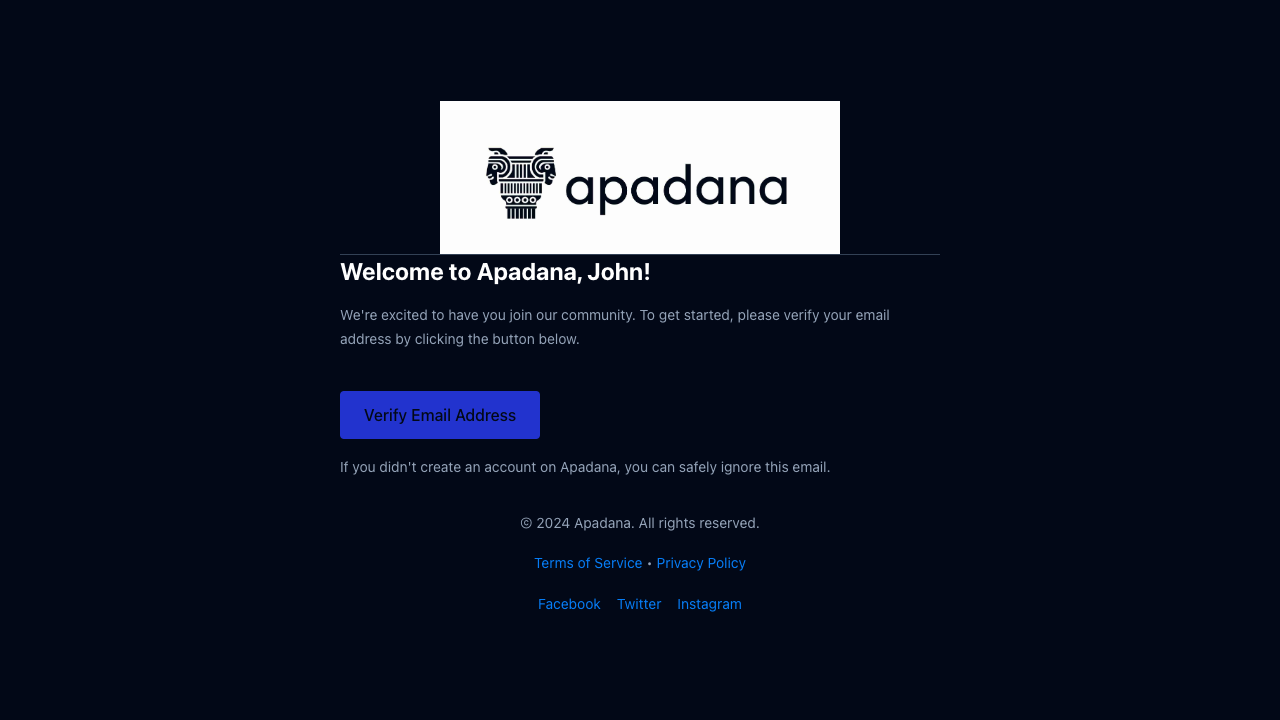 apadana
Welcome to Apadana, John!
We're excited to have you join our community. To get started, please verify your email
address by clicking the button below.
Verify Email Address
If you didn't create an account on Apadana, you can safely ignore this email.
© 2024 Apadana. All rights reserved.
Terms of Service • Privacy Policy
Facebook Twitter Instagram